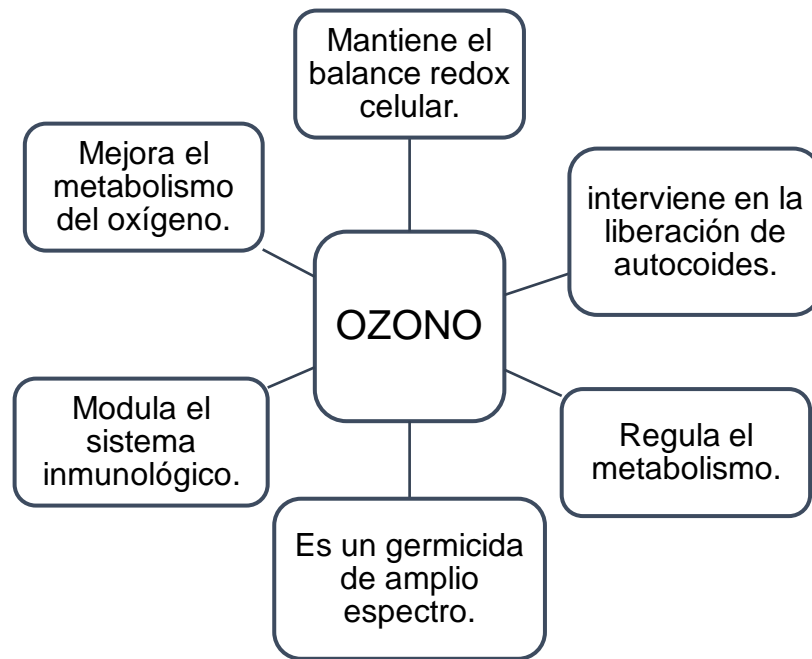 Mantiene el
balance redox
celular.
Mejora el
metabolismo
del oxígeno.
interviene en la
liberación de
autocoides.
OZONO
Modula el
sistema
inmunológico.
Regula el
metabolismo.
Es un germicida
de amplio
espectro.